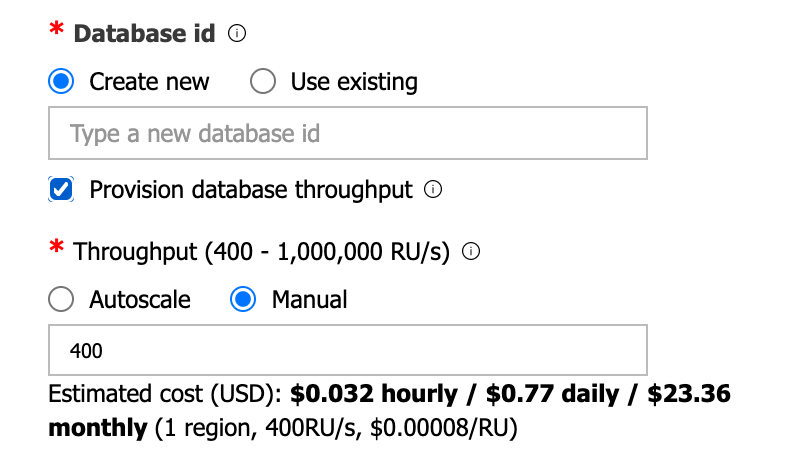 * Database id
Create new Use existing
Type a new database id
Provision database throughput
* Throughput (400 - 1,000,000 RU/s)
Autoscale Manual
400
Estimated cost (USD): $0.032 hourly / $0.77 daily / $23.36
monthly (1 region, 400RU/s, $0.00008/RU)